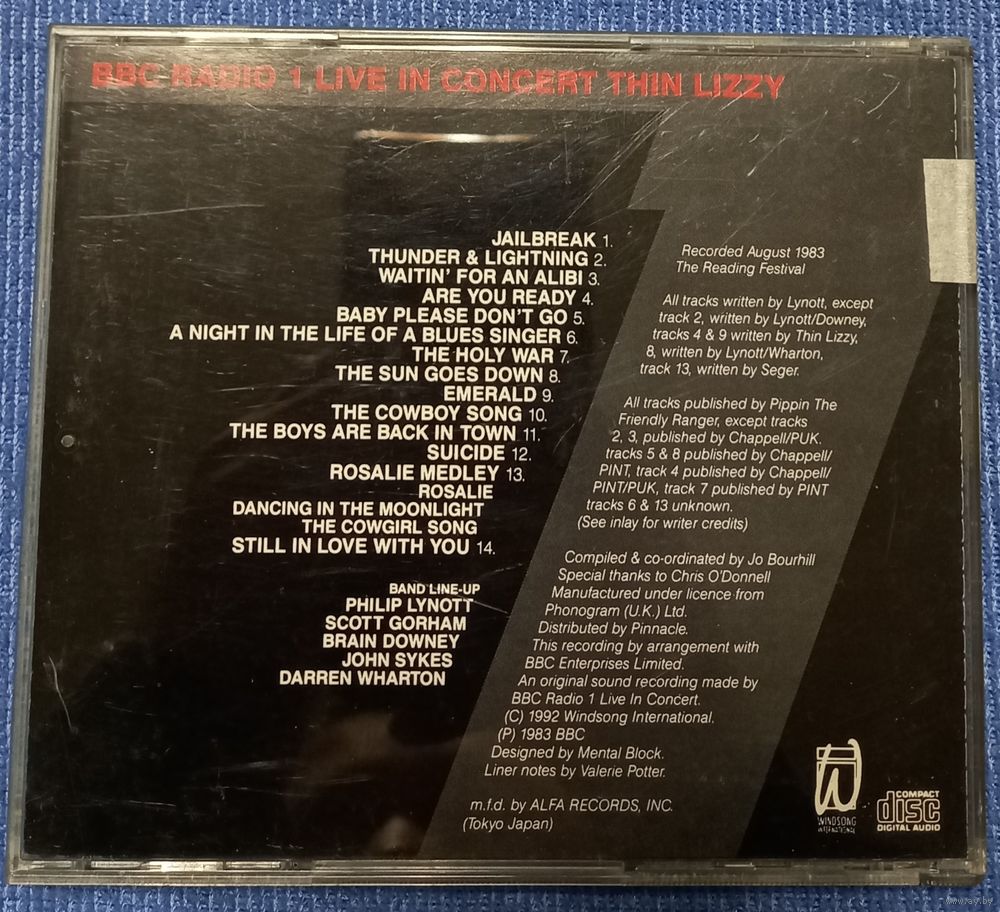 BBC RADIO 1 LIVE IN CONCERT THIN LIZZY
JAILBREAK 1.
THUNDER & LIGHTNING 2.
WAITIN' FOR AN ALIBI 3.
ARE YOU READY 4.
BABY PLEASE DON'T GO 5.
A NIGHT IN THE LIFE OF A BLUES SINGER 6.
THE HOLY WAR 7.
THE SUN GOES DOWN 8.
EMERALD 9.
THE COWBOY SONG 10.
THE BOYS ARE BACK IN TOWN 11.
SUICIDE 12.
ROSALIE MEDLEY 13.
ROSALIE
DANCING IN THE MOONLIGHT
THE COWGIRL SONG
STILL IN LOVE WITH YOU 14.
BAND LINE-UP
PHILIP LYNOTT
SCOTT GORHAM
BRAIN DOWNEY
JOHN SYKES
DARREN WHARTON
Recorded August 1983
The Reading Festival
All tracks written by Lynott, except
track 2, written by Lynott/Downey,
tracks 4 & 9 written by Thin Lizzy,
8, written by Lynott/Wharton,
track 13, written by Seger.
All tracks published by Pippin The
Friendly Ranger, except tracks
2, 3, published by Chappell/PUK.
tracks 5 & 8 published by Chappell/
PINT, track 4 published by Chappell/
PINT/PUK, track 7 published by PINT
tracks 6 & 13 unknown.
(See inlay for writer credits)
Compiled & co-ordinated by Jo Bourhill
Special thanks to Chris O'Donnell
Manufactured under licence from
Phonogram (U.K.) Ltd.
Distributed by Pinnacle.
This recording by arrangement with
BBC Enterprises Limited.
An original sound recording made by
BBC Radio 1 Live In Concert.
(C) 1992 Windsong International.
(P) 1983 BBC
Designed by Mental Block.
Liner notes by Valerie Potter.
m.f.d. by ALFA RECORDS, INC.
(Tokyo Japan)
WINDSONG
INTERNATIONAL
COMPACT
disc
DIGITAL AUDIO
www.ay.by